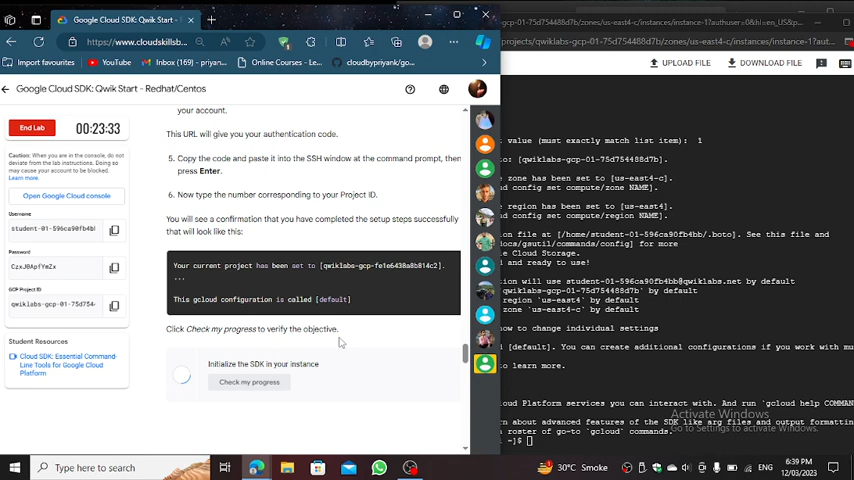 Google Cloud SDK: Qwik Start -
https://www.cloudskillsb...
Import favourites
YouTube
Inbox (169) - priyan...
Online Courses - Le...
cloudbypriyank/go...
oogle.com/v2/ssh/projects/qwiklabs-gcp-01-75d754488d7b/zones/us-east4-c/instances/instance-1?authuser=0&hl=en_US&p...
projects/qwiklabs-gcp-01-75d754488d7b/zones/us-east4-c/instances/instance-1?aut...
UPLOAD FILE
DOWNLOAD FILE
Google Cloud SDK: Qwik Start - Redhat/Centos
End Lab
00:23:33
Caution: When you are in the console, do not
deviate from the lab instructions. Doing so
may cause your account to be blocked.
Learn more.
Open Google Cloud console
Username
student-01-596ca90fb4b
Password
CzxJ0ApfYmZx
GCP Project ID
qwiklabs-gcp-01-75d754
Student Resources
Cloud SDK: Essential Command-
Line Tools for Google Cloud
Platform
your account.
This URL will give you your authentication code.
5. Copy the code and paste it into the SSH window at the command prompt, then
press Enter.
6. Now type the number corresponding to your Project ID.
You will see a confirmation that you have completed the setup steps successfully
that will look like this:
Your current project has been set to [qwiklabs-gcp-fe1e6438a8b814c2].
...
This gcloud configuration is called [default]
Click Check my progress to verify the objective.
Initialize the SDK in your instance
Check my progress
t value (must exactly match list item): 1
to: [qwiklabs-gcp-01-75d754488d7b].
zone has been set to [us-east4-c].
d config set compute/zone NAME].
region has been set to [us-east4].
d config set compute/region NAME].
tion file at [/home/student-01-596ca90fb4bb/.boto]. See this file and
docs/gsutil/commands/config] for more
e Cloud Storage.
d and ready to use!
ation will use student-01-596ca90fb4bb@qwiklabs.net by default
qwiklabs-gcp-01-75d754488d7b` by default
region `us-east4` by default
zone `us-east4-c` by default
how to change individual settings
d [default]. You can create additional configurations if you work with mu
to learn more.
loud Platform services you can interact with. And run `gcloud help COMMAN
rn about advanced features of the SDK like arg files and output formatting
a roster of go-to `gcloud` commands.
~]$
Activate Windows
Go to Settings to activate Windows.
Type here to search
30°C Smoke
ENG
6:39 PM
12/03/2023